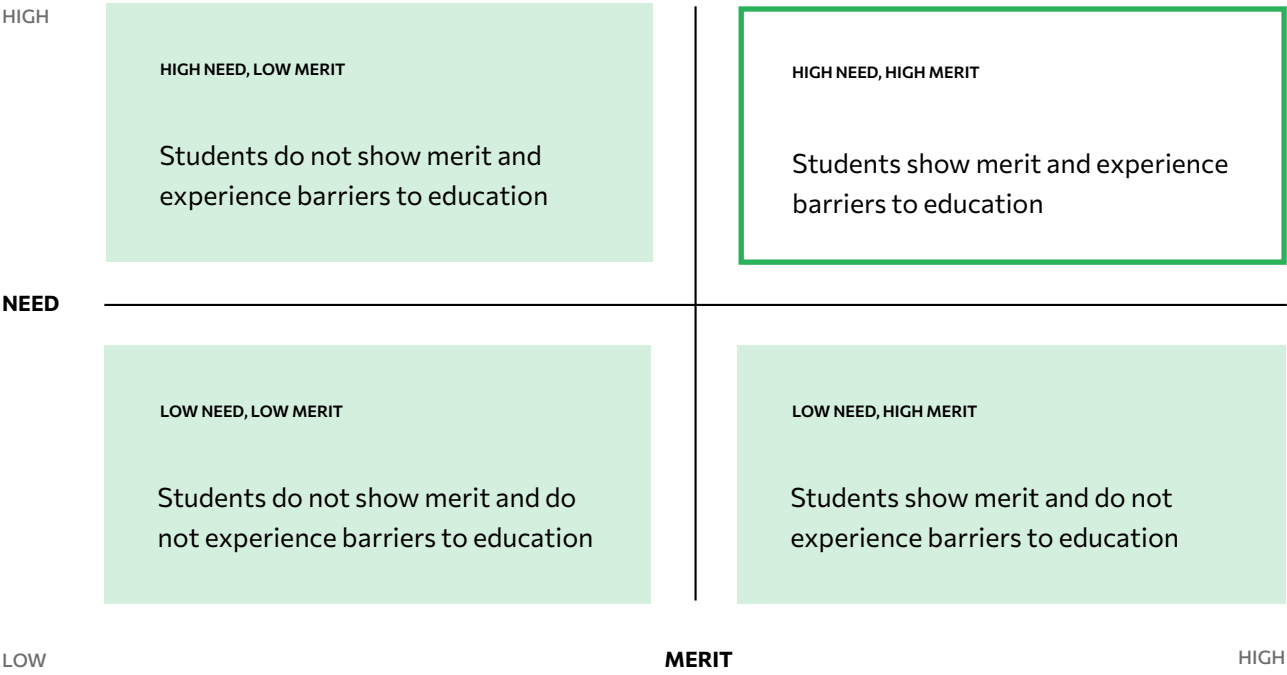 HIGH
HIGH NEED, LOW MERIT
Students do not show merit and
experience barriers to education
HIGH NEED, HIGH MERIT
Students show merit and experience
barriers to education
NEED
LOW NEED, LOW MERIT
Students do not show merit and do
not experience barriers to education
LOW NEED, HIGH MERIT
Students show merit and do not
experience barriers to education
LOW
MERIT
HIGH